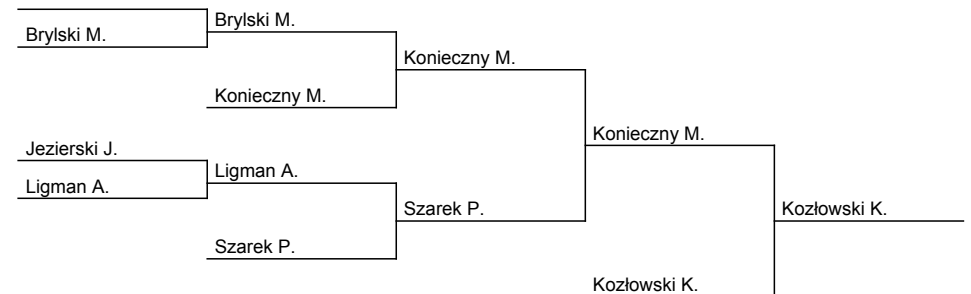 Brylski M.
Brylski M.
Konieczny M.
Konieczny M.
Jezierski J.
Ligman A.
Ligman A.
Szarek P.
Szarek P.
Konieczny M.
Kozłowski K.
Kozłowski K.